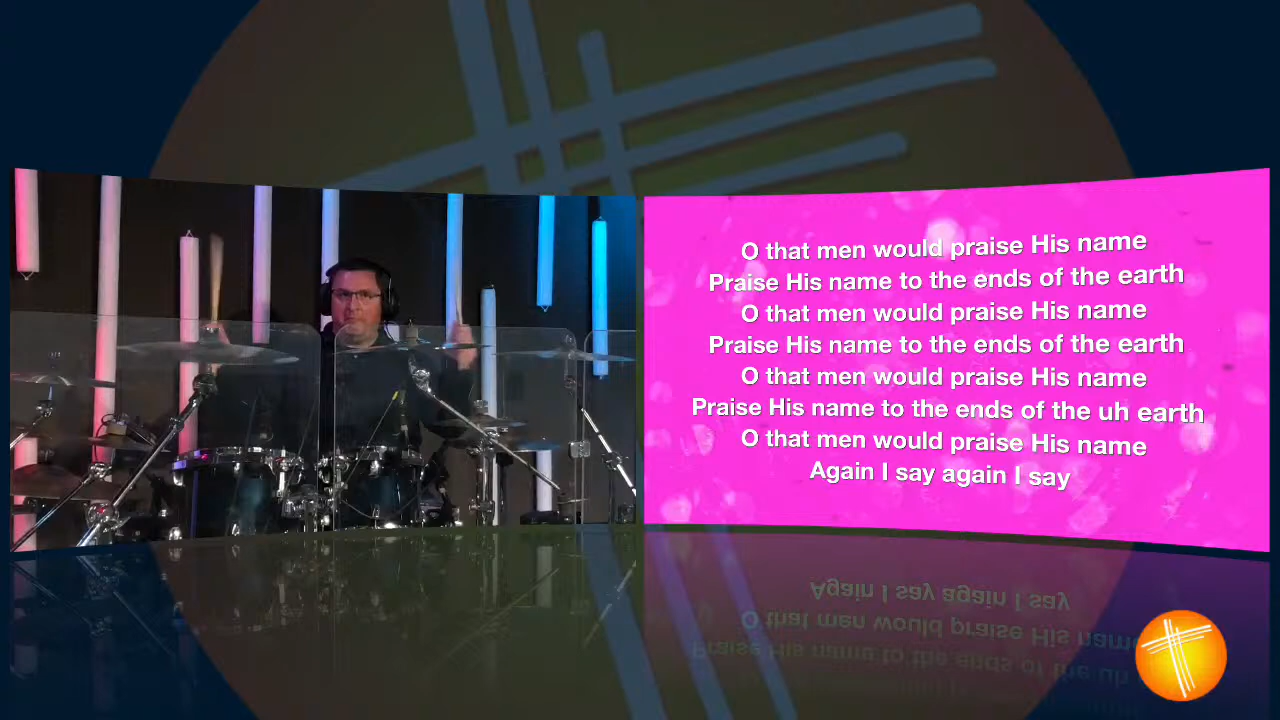 O that men would praise His name
Praise His name to the ends of the earth
O that men would praise His name
Praise His name to the ends of the earth
O that men would praise His name
Praise His name to the ends of the uh earth
O that men would praise His name
Again I say again I say